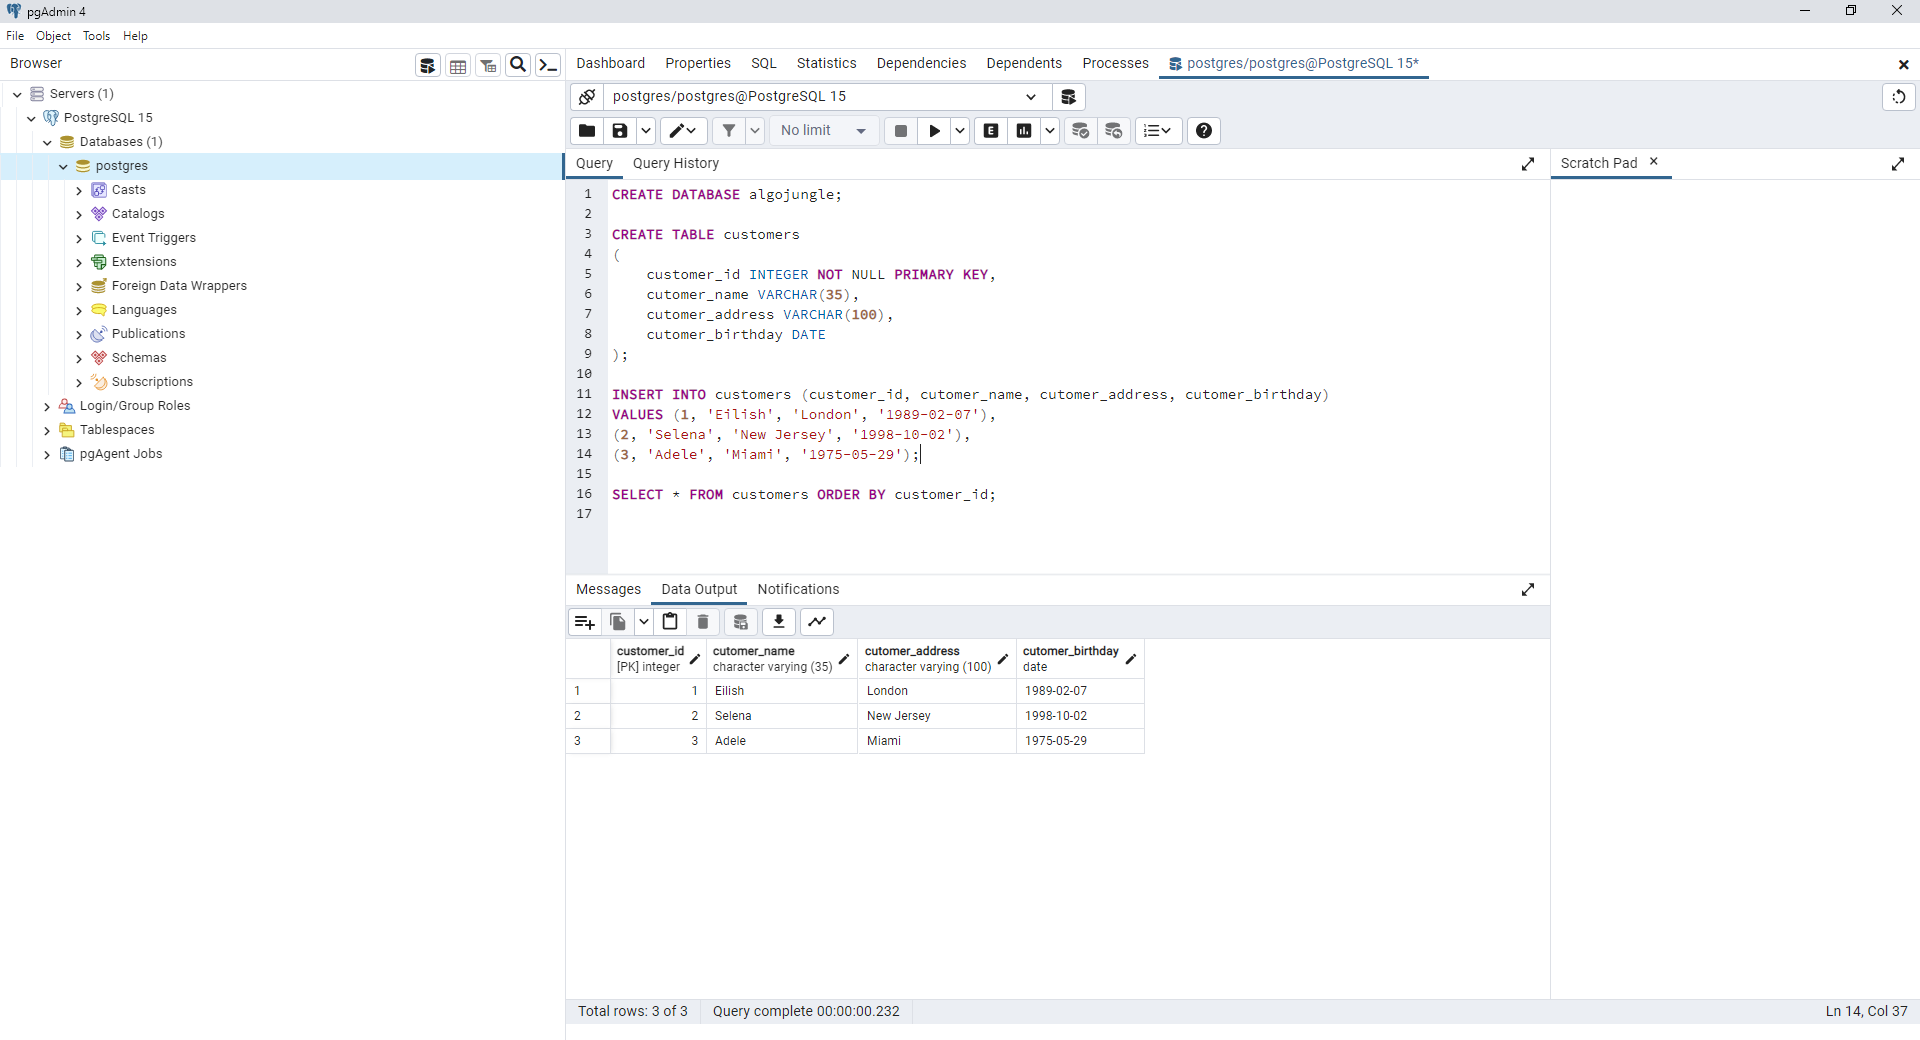 pgAdmin 4
File Object Tools Help
Browser
Servers (1)
PostgreSQL 15
Databases (1)
postgres
Casts
Catalogs
Event Triggers
Extensions
Foreign Data Wrappers
Languages
Publications
Schemas
Subscriptions
Login/Group Roles
Tablespaces
pgAgent Jobs
Dashboard Properties SQL Statistics Dependencies Dependents Processes postgres/postgres@PostgreSQL 15*
postgres/postgres@PostgreSQL 15
No limit E
Query Query History
Scratch Pad
1 CREATE DATABASE algojungle;
2
3 CREATE TABLE customers
4 (
5 customer_id INTEGER NOT NULL PRIMARY KEY,
6 cutomer_name VARCHAR(35),
7 cutomer_address VARCHAR(100),
8 cutomer_birthday DATE
9 );
10
11 INSERT INTO customers (customer_id, cutomer_name, cutomer_address, cutomer_birthday)
12 VALUES (1, 'Eilish', 'London', '1989-02-07'),
13 (2, 'Selena', 'New Jersey', '1998-10-02'),
14 (3, 'Adele', 'Miami', '1975-05-29');
15
16 SELECT * FROM customers ORDER BY customer_id;
17
Messages Data Output Notifications
customer_id cutomer_name cutomer_address cutomer_birthday
[PK] integer character varying (35) character varying (100) date
1 1 Eilish London 1989-02-07
2 2 Selena New Jersey 1998-10-02
3 3 Adele Miami 1975-05-29
Total rows: 3 of 3 Query complete 00:00:00.232 Ln 14, Col 37